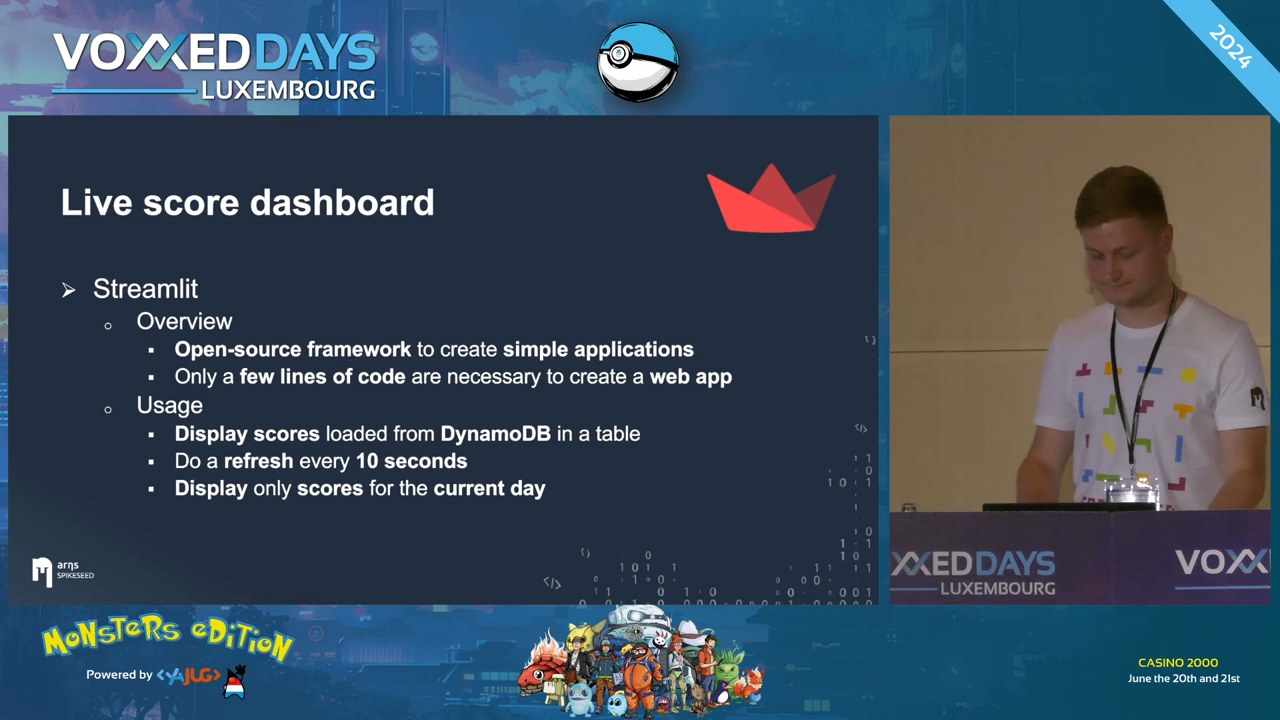 VOXXEDDAYS
LUXEMBOURG
2024
Live score dashboard
Streamlit
Overview
Open-source framework to create simple applications
Only a few lines of code are necessary to create a web app
Usage
Display scores loaded from DynamoDB in a table
Do a refresh every 10 seconds
Display only scores for the current day
arηs
SPIKESEED
VOXXEDDAYS
LUXEMBOURG
MONSTERS EDITION
Powered by <YAJUG>
CASINO 2000
June the 20th and 21st